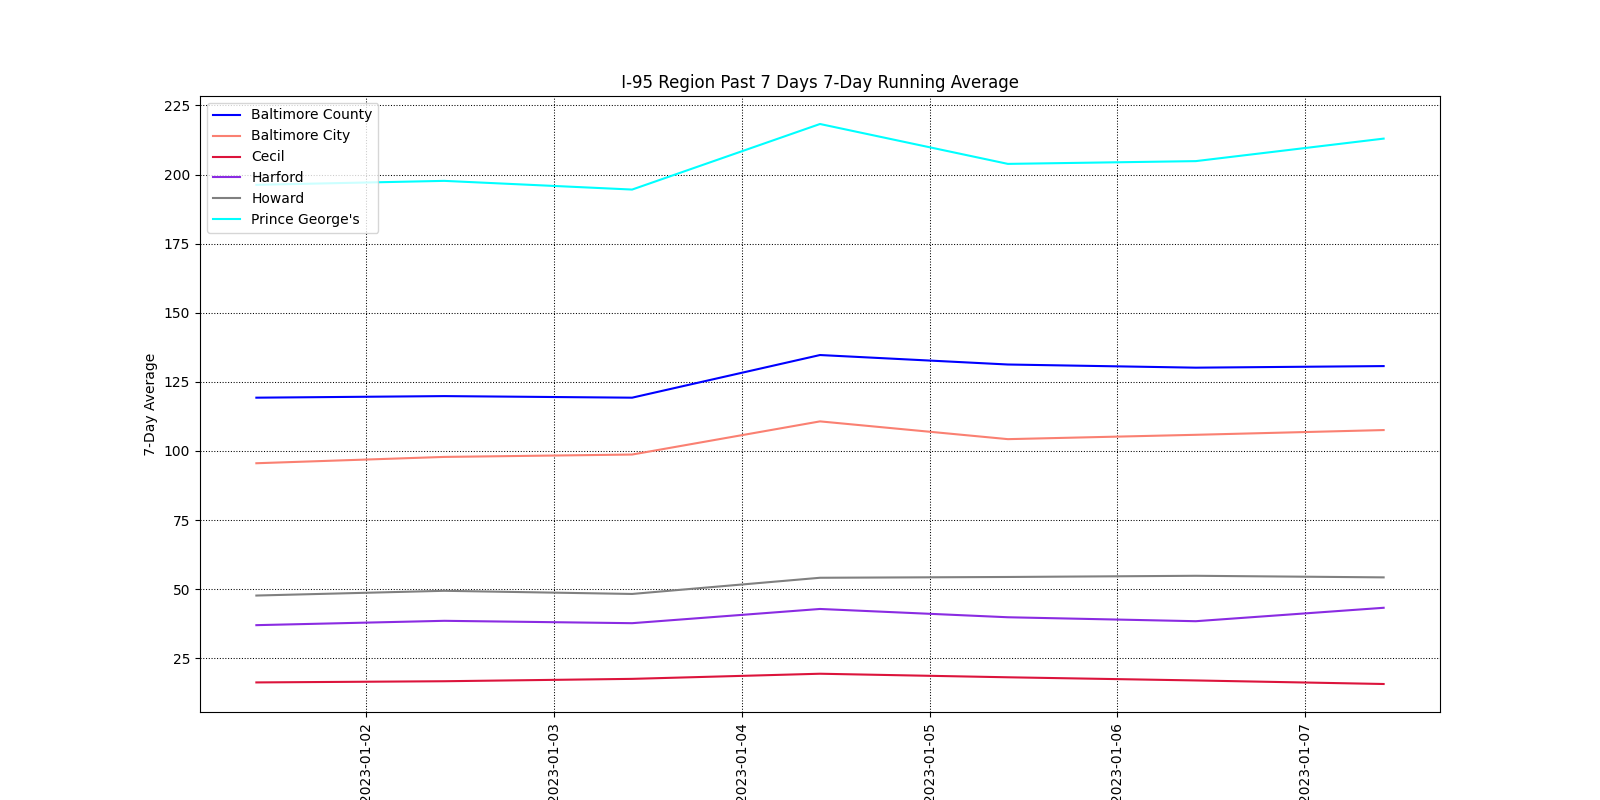 I-95 Region Past 7 Days 7-Day Running Average
225
200
175
150
125
100
75
50
25
7-Day Average
Baltimore County
Baltimore City
Cecil
Harford
Howard
Prince George's
2023-01-02
2023-01-03
2023-01-04
2023-01-05
2023-01-06
2023-01-07